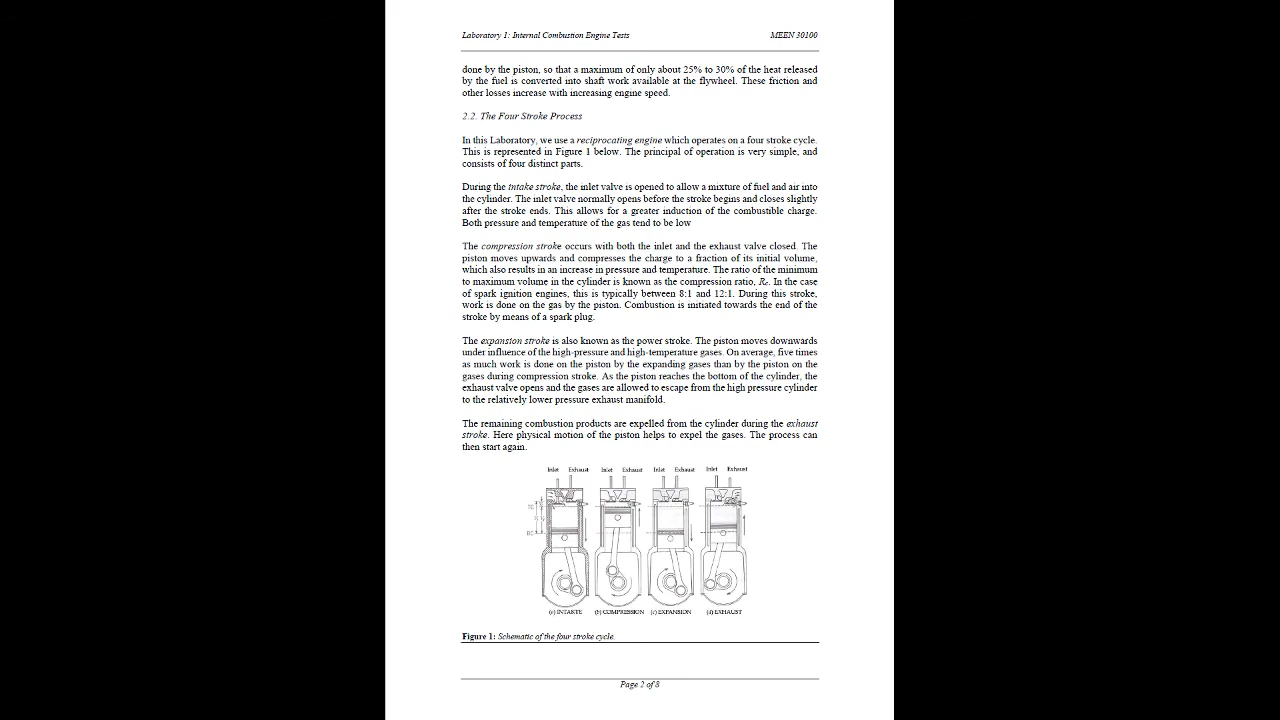 Laboratory 1: Internal Combustion Engine Tests MEEN 30100
done by the piston, so that a maximum of only about 25% to 30% of the heat released
by the fuel is converted into shaft work available at the flywheel. These friction and
other losses increase with increasing engine speed.
2.2. The Four Stroke Process
In this Laboratory, we use a reciprocating engine which operates on a four stroke cycle.
This is represented in Figure 1 below. The principal of operation is very simple, and
consists of four distinct parts.
During the intake stroke, the inlet valve is opened to allow a mixture of fuel and air into
the cylinder. The inlet valve normally opens before the stroke begins and closes slightly
after the stroke ends. This allows for a greater induction of the combustible charge.
Both pressure and temperature of the gas tend to be low
The compression stroke occurs with both the inlet and the exhaust valve closed. The
piston moves upwards and compresses the charge to a fraction of its initial volume,
which also results in an increase in pressure and temperature. The ratio of the minimum
to maximum volume in the cylinder is known as the compression ratio, Rc. In the case
of spark ignition engines, this is typically between 8:1 and 12:1. During this stroke,
work is done on the gas by the piston. Combustion is initiated towards the end of the
stroke by means of a spark plug.
The expansion stroke is also known as the power stroke. The piston moves downwards
under influence of the high-pressure and high-temperature gases. On average, five times
as much work is done on the piston by the expanding gases than by the piston on the
gases during compression stroke. As the piston reaches the bottom of the cylinder, the
exhaust valve opens and the gases are allowed to escape from the high pressure cylinder
to the relatively lower pressure exhaust manifold.
The remaining combustion products are expelled from the cylinder during the exhaust
stroke. Here physical motion of the piston helps to expel the gases. The process can
then start again.
Inlet Exhaust Inlet Exhaust Inlet Exhaust Inlet Exhaust
(a) INTAKTE (b) COMPRESSION (c) EXPANSION (d) EXHAUST
Figure 1: Schematic of the four stroke cycle.
Page 2 of 8